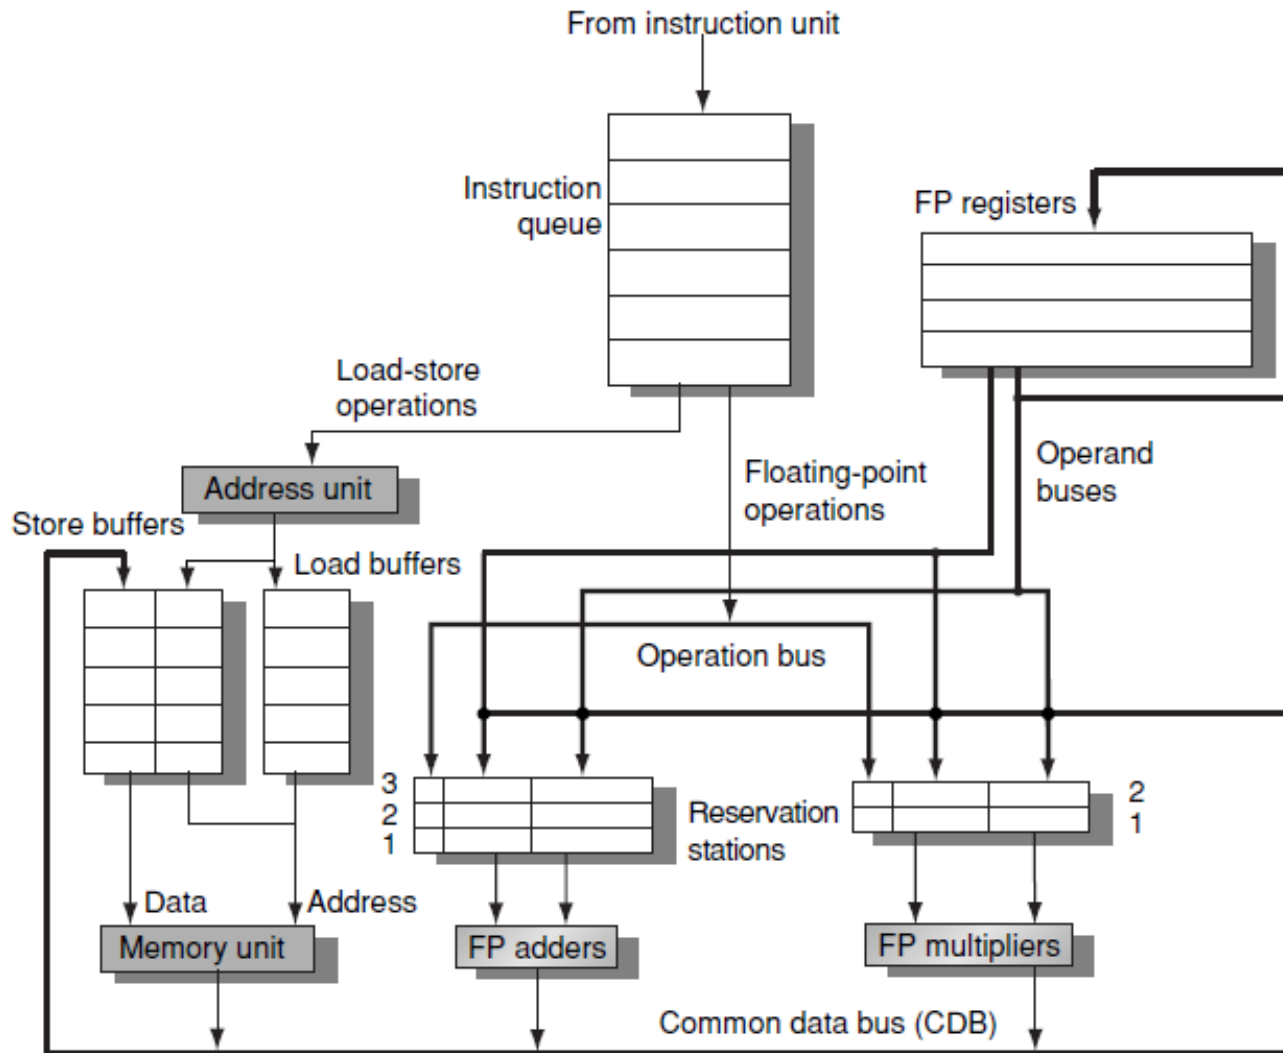 From instruction unit
Instruction
queue
FP registers
Load-store
operations
Address unit
Floating-point
operations
Operand
buses
Store buffers
Load buffers
Operation bus
3
2
1
Reservation
stations
2
1
Data
Address
Memory unit
FP adders
FP multipliers
Common data bus (CDB)